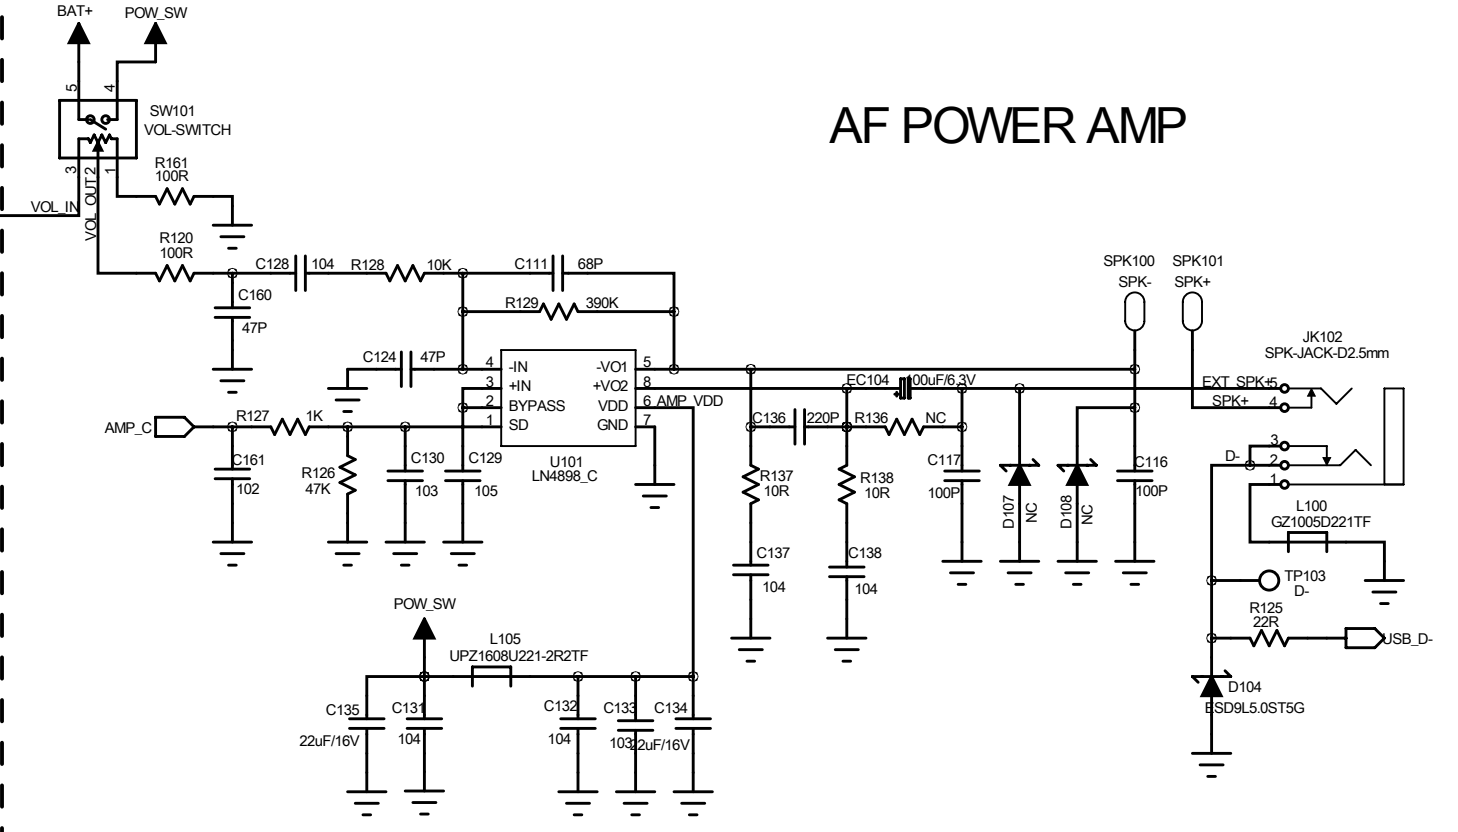 BAT+
POW_SW
5
4
SW101
VOL-SWITCH
AF POWER AMP
3
2
1
R161
100R
VOL_IN
VOL_OUT
R120
100R
C128
104
R128
10K
C111
68P
C160
47P
R129
390K
SPK100
SPK-
SPK101
SPK+
JK102
SPK-JACK-D2.5mm
C124
47P
4
-IN
-VO1
5
3
+IN
+VO2
8
EC104
100uF/6.3V
EXT_SPK+
5
2
BYPASS
VDD
6
AMP_VDD
SPK+
4
AMP_C
R127
1K
1
SD
GND
7
C136
220P
R136
NC
3
D-
2
1
C161
102
R126
47K
C130
103
C129
105
U101
LN4898_C
R137
10R
R138
10R
C117
100P
D107
NC
D108
NC
C116
100P
L100
GZ1005D221TF
C137
104
C138
104
TP103
D-
POW_SW
R125
22R
USB_D-
L105
UPZ1608U221-2R2TF
D104
ESD9L5.0ST5G
C135
22uF/16V
C131
104
C132
104
C133
103
C134
22uF/16V